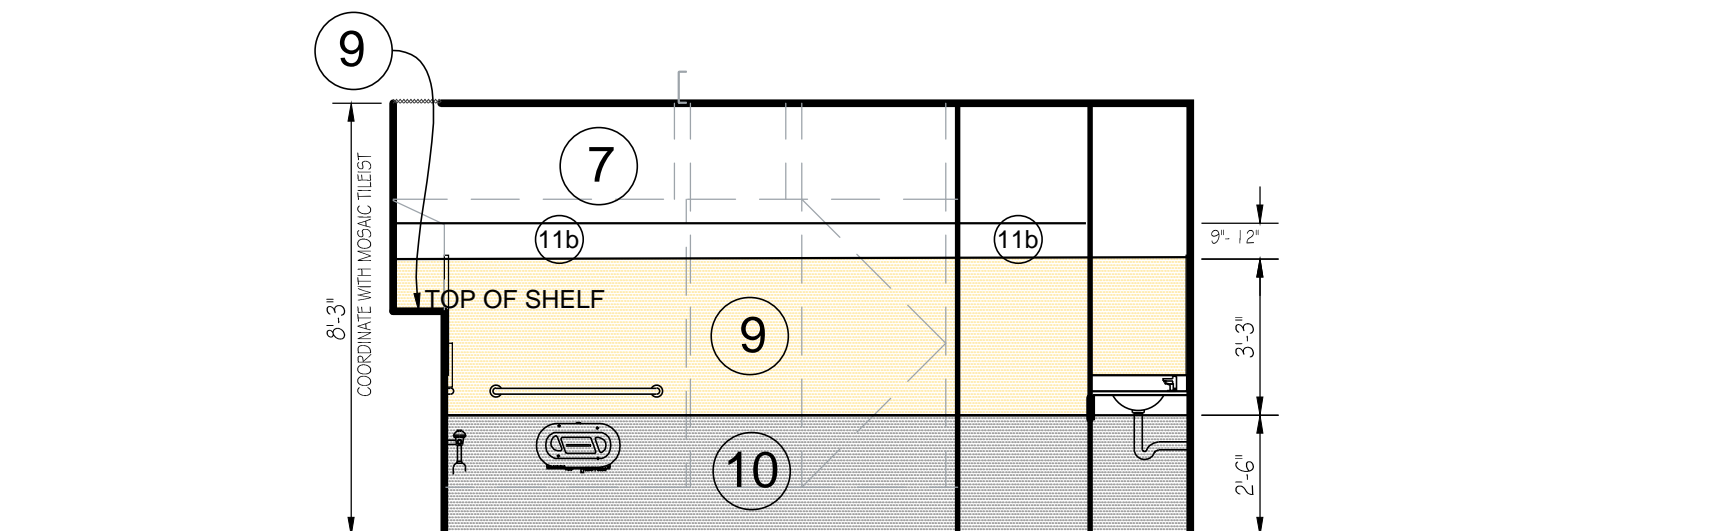 9
7
11b
11b
9"- 12"
COORDINATE WITH MOSAIC TILEIST
8'-3"
TOP OF SHELF
9
3'-3"
10
2'-6"